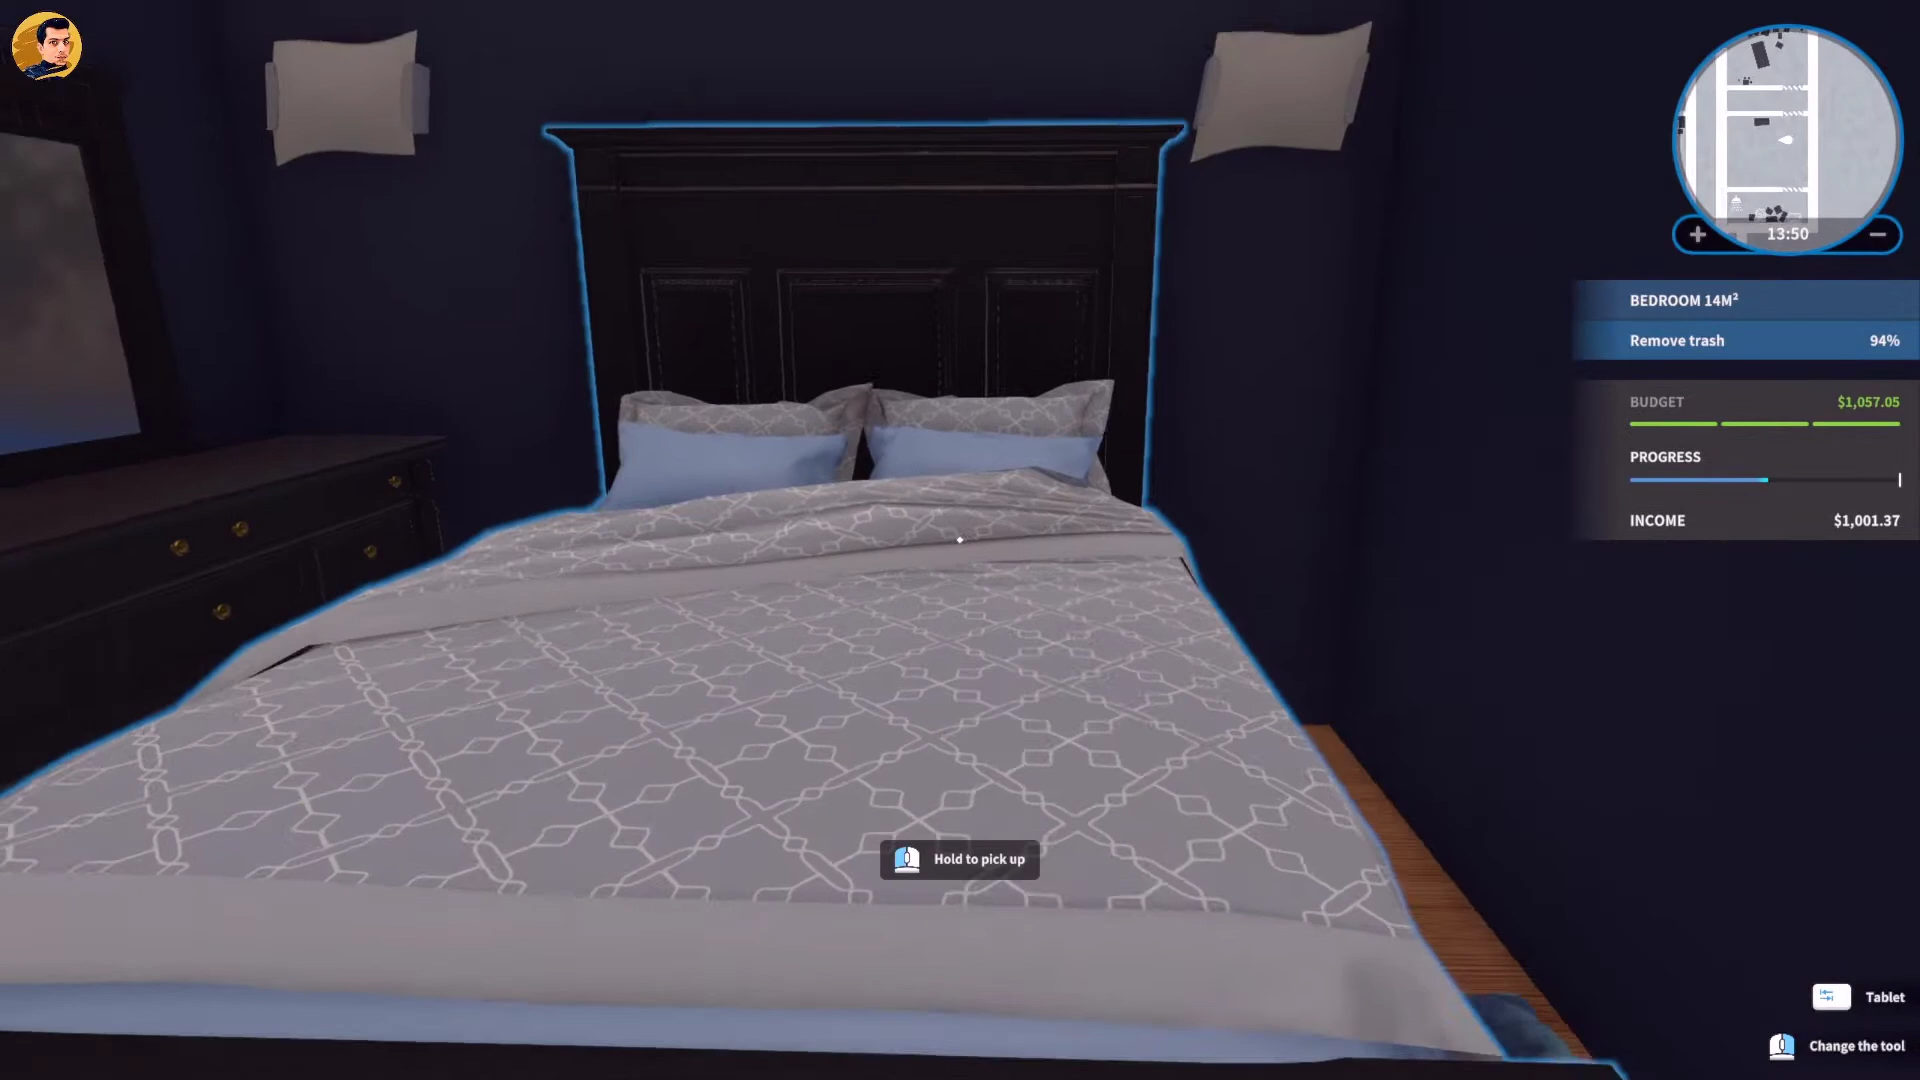 13:50
BEDROOM 14M²
Remove trash 94%
BUDGET $1,057.05
PROGRESS
INCOME $1,001.37
Hold to pick up
Tablet
Change the tool